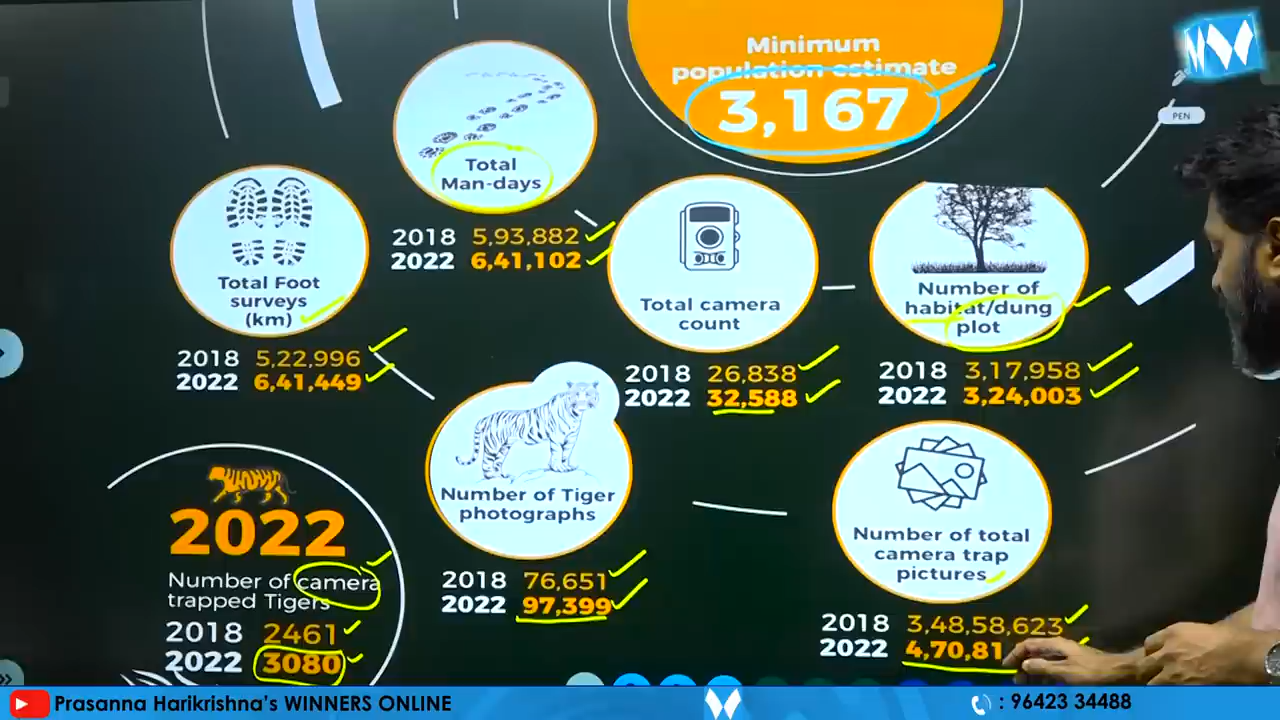 Minimum
population estimate
3,167
PEN
Total
Man-days
2018 5,93,882
2022 6,41,102
Total Foot
surveys
(km)
2018 5,22,996
2022 6,41,449
Total camera
count
2018 26,838
2022 32,588
Number of
habitat/dung
plot
2018 3,17,958
2022 3,24,003
Number of Tiger
photographs
2018 76,651
2022 97,399
Number of total
camera trap
pictures
2018 3,48,58,623
2022 4,70,81
2022
Number of camera
trapped Tigers
2018 2461
2022 3080
Prasanna Harikrishna's WINNERS ONLINE
: 96423 34488